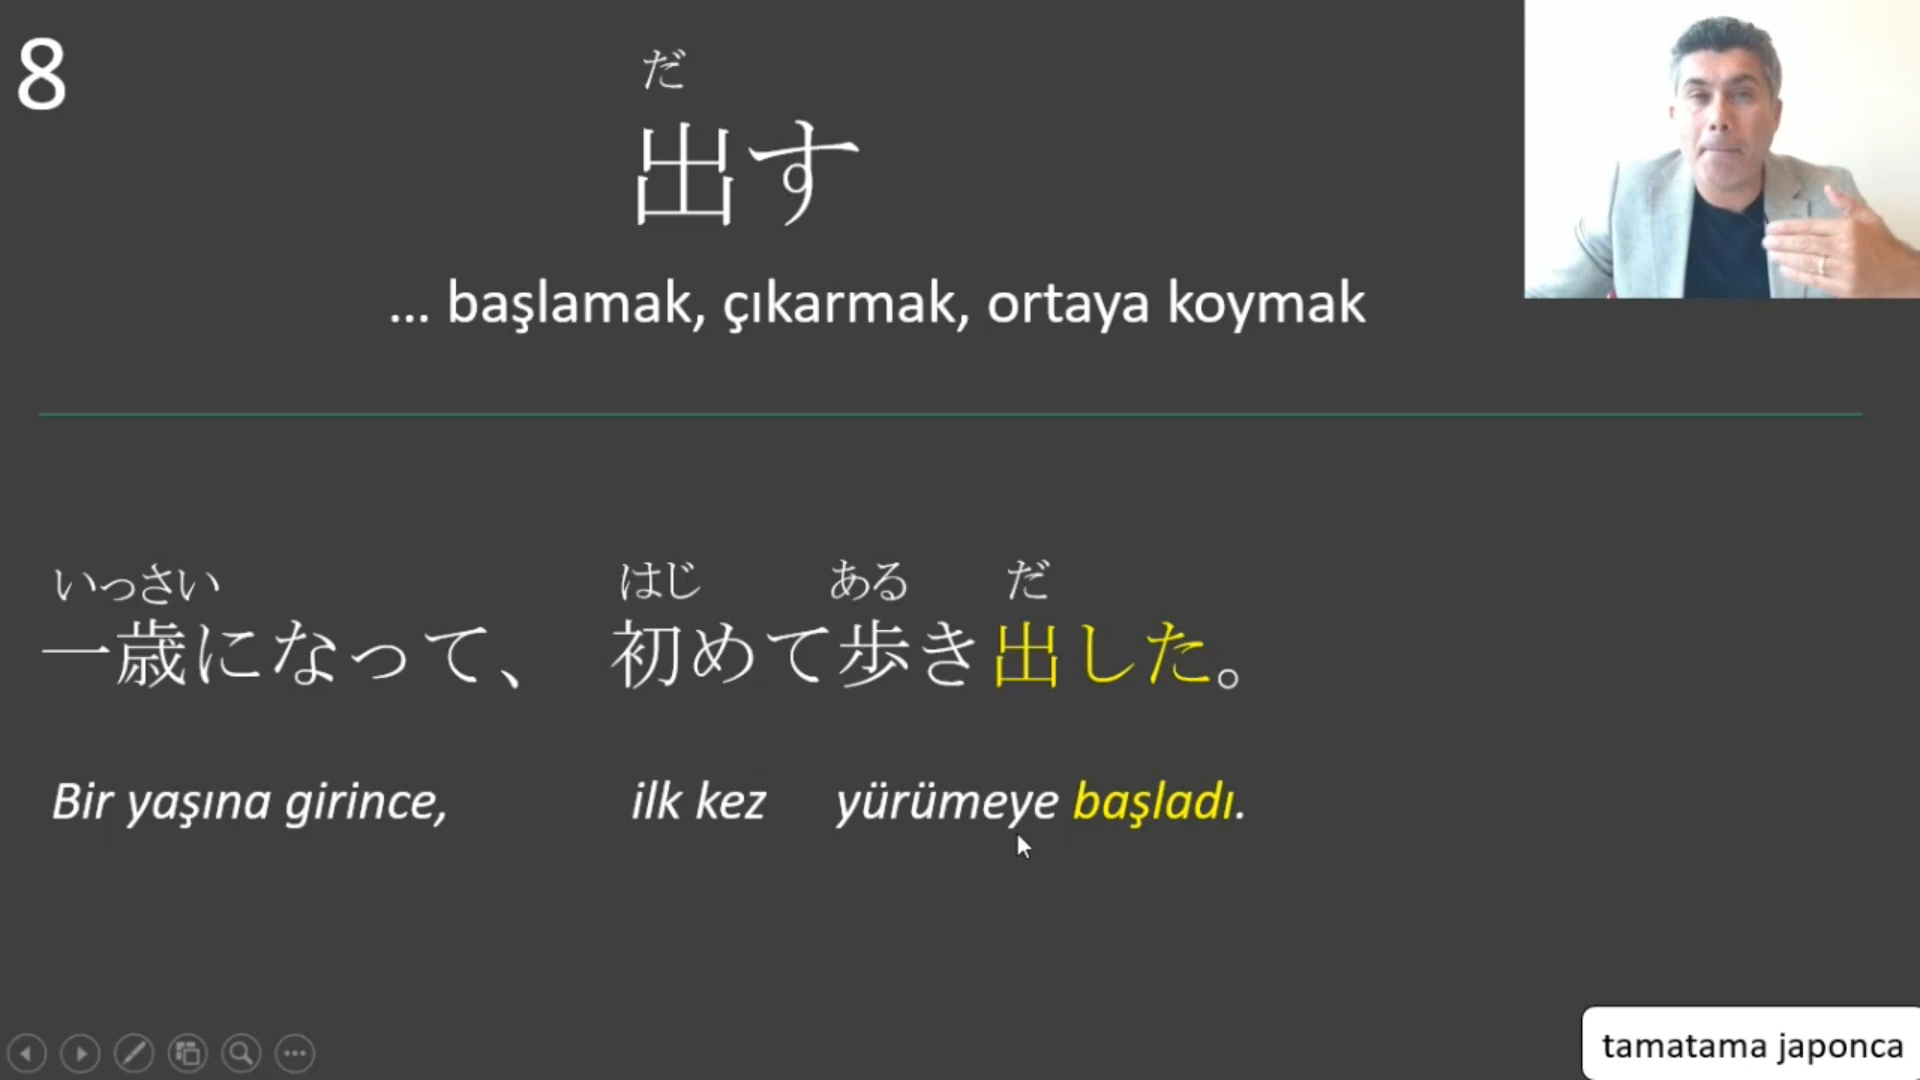 8
だ
出す
... başlamak, çıkarmak, ortaya koymak
いっさい はじ ある だ
一歳になって、 初めて歩き出した。
Bir yaşına girince, ilk kez yürümeye başladı.
tamatama japonca